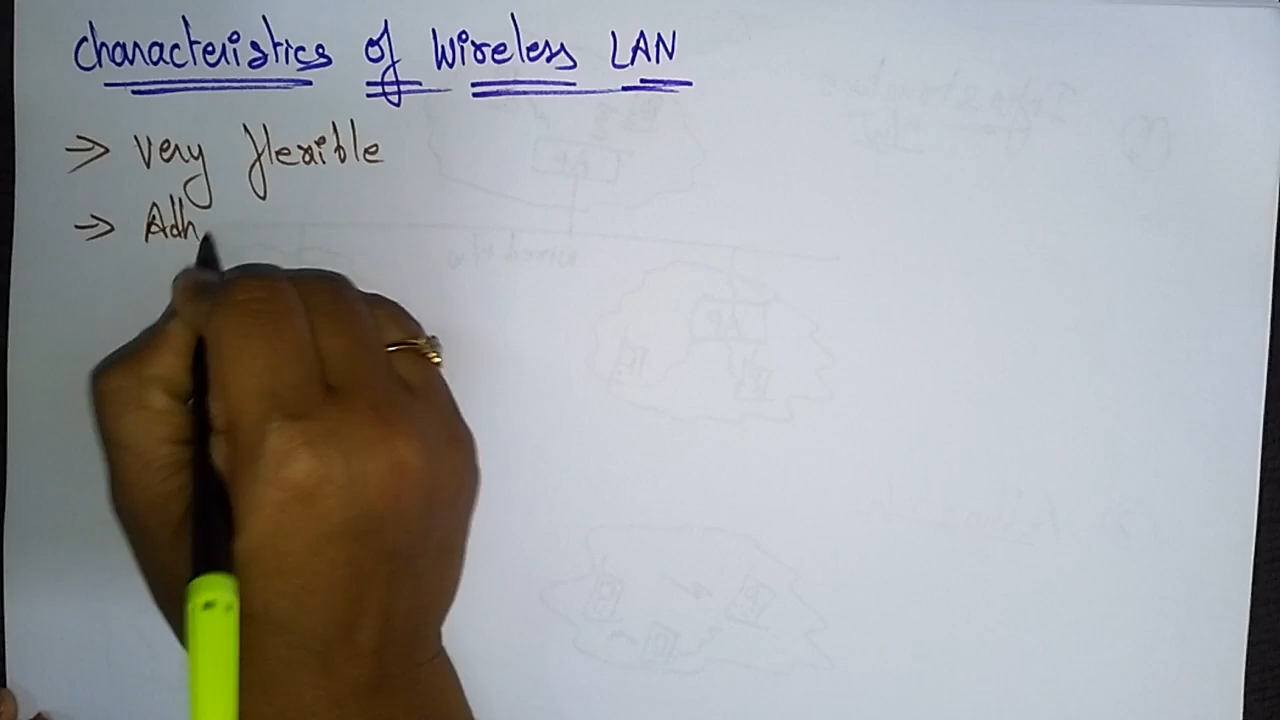 Characteristics of Wireless LAN
⇒ Very flexible
⇒ Adh